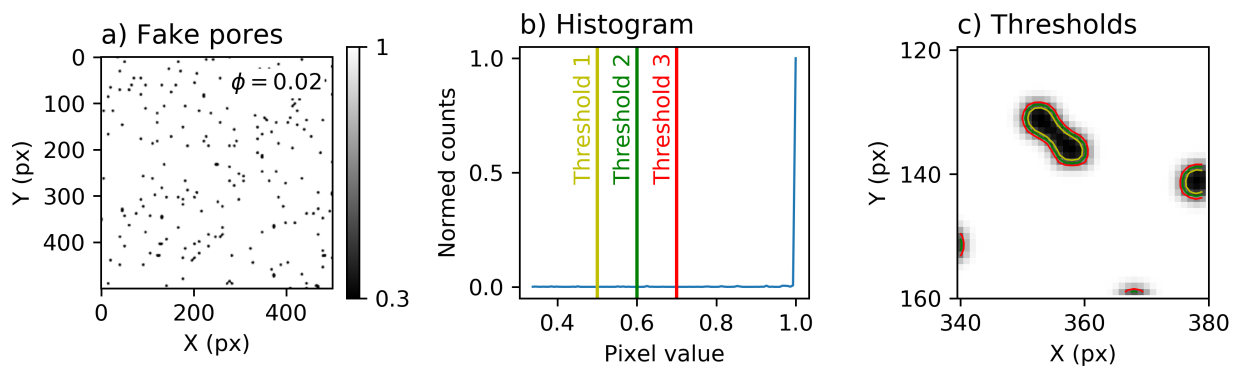 a) Fake pores
ϕ = 0.02
0
100
200
300
400
Y (px)
0
200
400
X (px)
1
0.3
b) Histogram
Threshold 1
Threshold 2
Threshold 3
1.0
0.5
0.0
Normed counts
0.4
0.6
0.8
1.0
Pixel value
c) Thresholds
120
140
160
Y (px)
340
360
380
X (px)